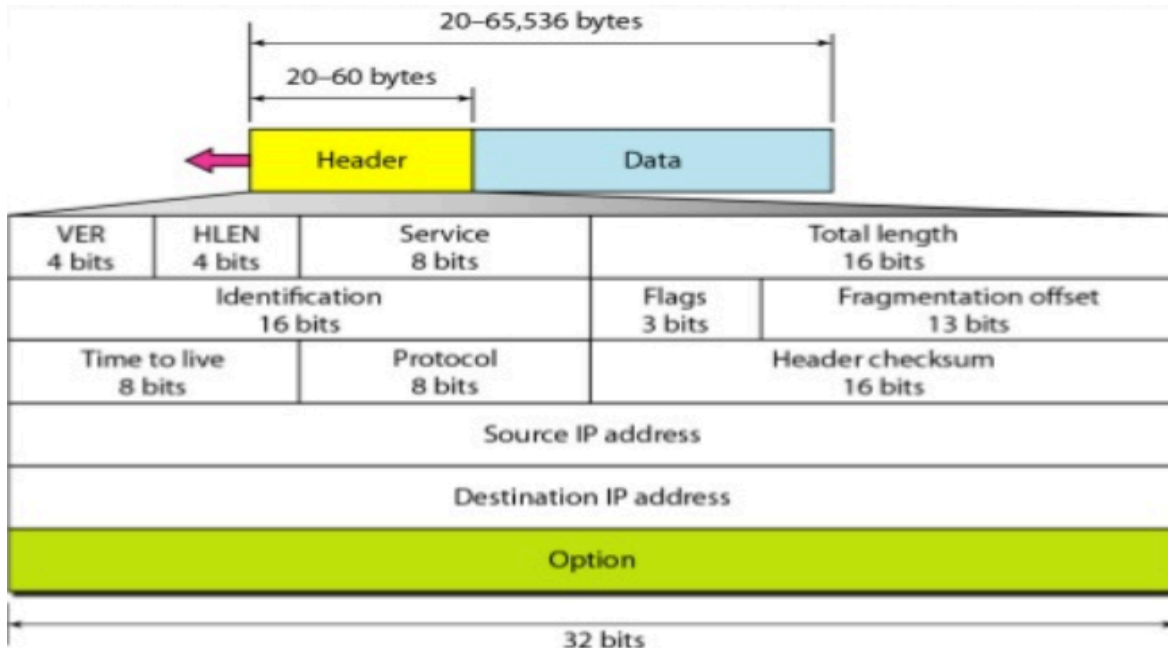 20–65,536 bytes
20–60 bytes
Header
Data
VER
4 bits
HLEN
4 bits
Service
8 bits
Total length
16 bits
Identification
16 bits
Flags
3 bits
Fragmentation offset
13 bits
Time to live
8 bits
Protocol
8 bits
Header checksum
16 bits
Source IP address
Destination IP address
Option
32 bits